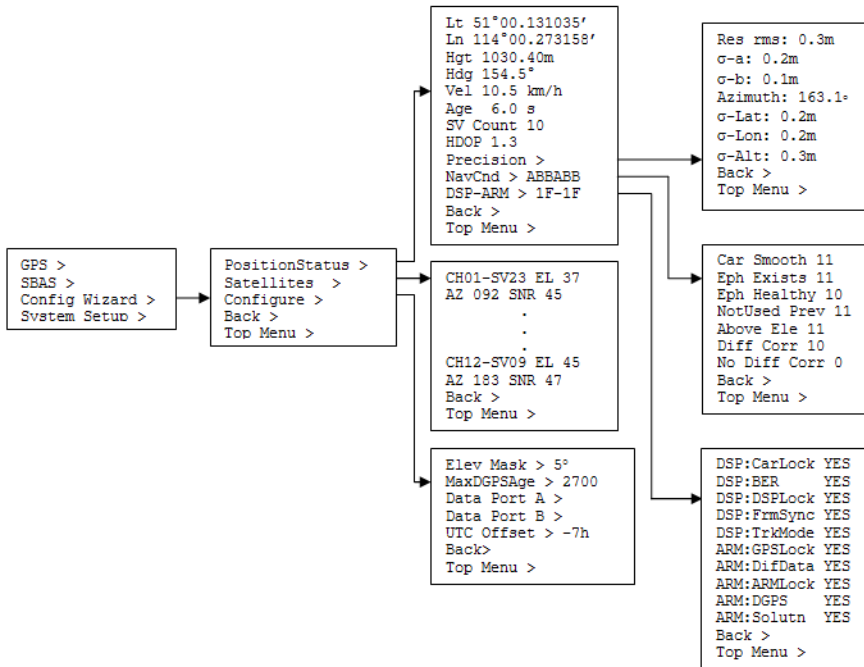 GPS >
SBAS >
Config Wizard >
System Setup >
PositionStatus >
Satellites >
Configure >
Back >
Top Menu >
Lt 51°00.131035′
Ln 114°00.273158′
Hgt 1030.40m
Hdg 154.5°
Vel 10.5 km/h
Age 6.0 s
SV Count 10
HDOP 1.3
Precision >
NavCnd > ABBABB
DSP-ARM > 1F-1F
Back >
Top Menu >
CH01-SV23 EL 37
AZ 092 SNR 45
.
.
.
CH12-SV09 EL 45
AZ 183 SNR 47
Back >
Top Menu >
Elev Mask > 5°
MaxDGPSAge > 2700
Data Port A >
Data Port B >
UTC Offset > -7h
Back>
Top Menu >
Res rms: 0.3m
σ-a: 0.2m
σ-b: 0.1m
Azimuth: 163.1°
σ-Lat: 0.2m
σ-Lon: 0.2m
σ-Alt: 0.3m
Back >
Top Menu >
Car Smooth 11
Eph Exists 11
Eph Healthy 10
NotUsed Prev 11
Above Ele 11
Diff Corr 10
No Diff Corr 0
Back >
Top Menu >
DSP:CarLock YES
DSP:BER YES
DSP:DSPLock YES
DSP:FrmSync YES
DSP:TrkMode YES
ARM:GPSLock YES
ARM:DifData YES
ARM:ARMLock YES
ARM:DGPS YES
ARM:Solutn YES
Back >
Top Menu >